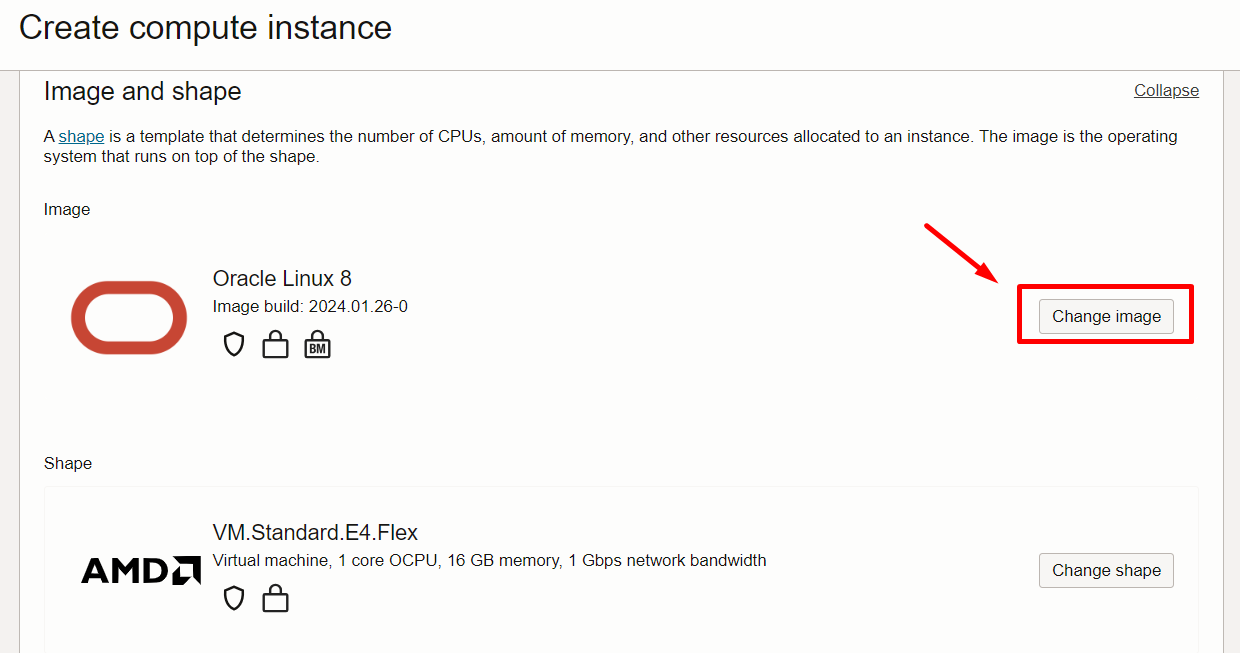 Create compute instance
Image and shape
Collapse
A shape is a template that determines the number of CPUs, amount of memory, and other resources allocated to an instance. The image is the operating
system that runs on top of the shape.
Image
Oracle Linux 8
Image build: 2024.01.26-0
BM
Change image
Shape
VM.Standard.E4.Flex
AMD
Virtual machine, 1 core OCPU, 16 GB memory, 1 Gbps network bandwidth
Change shape